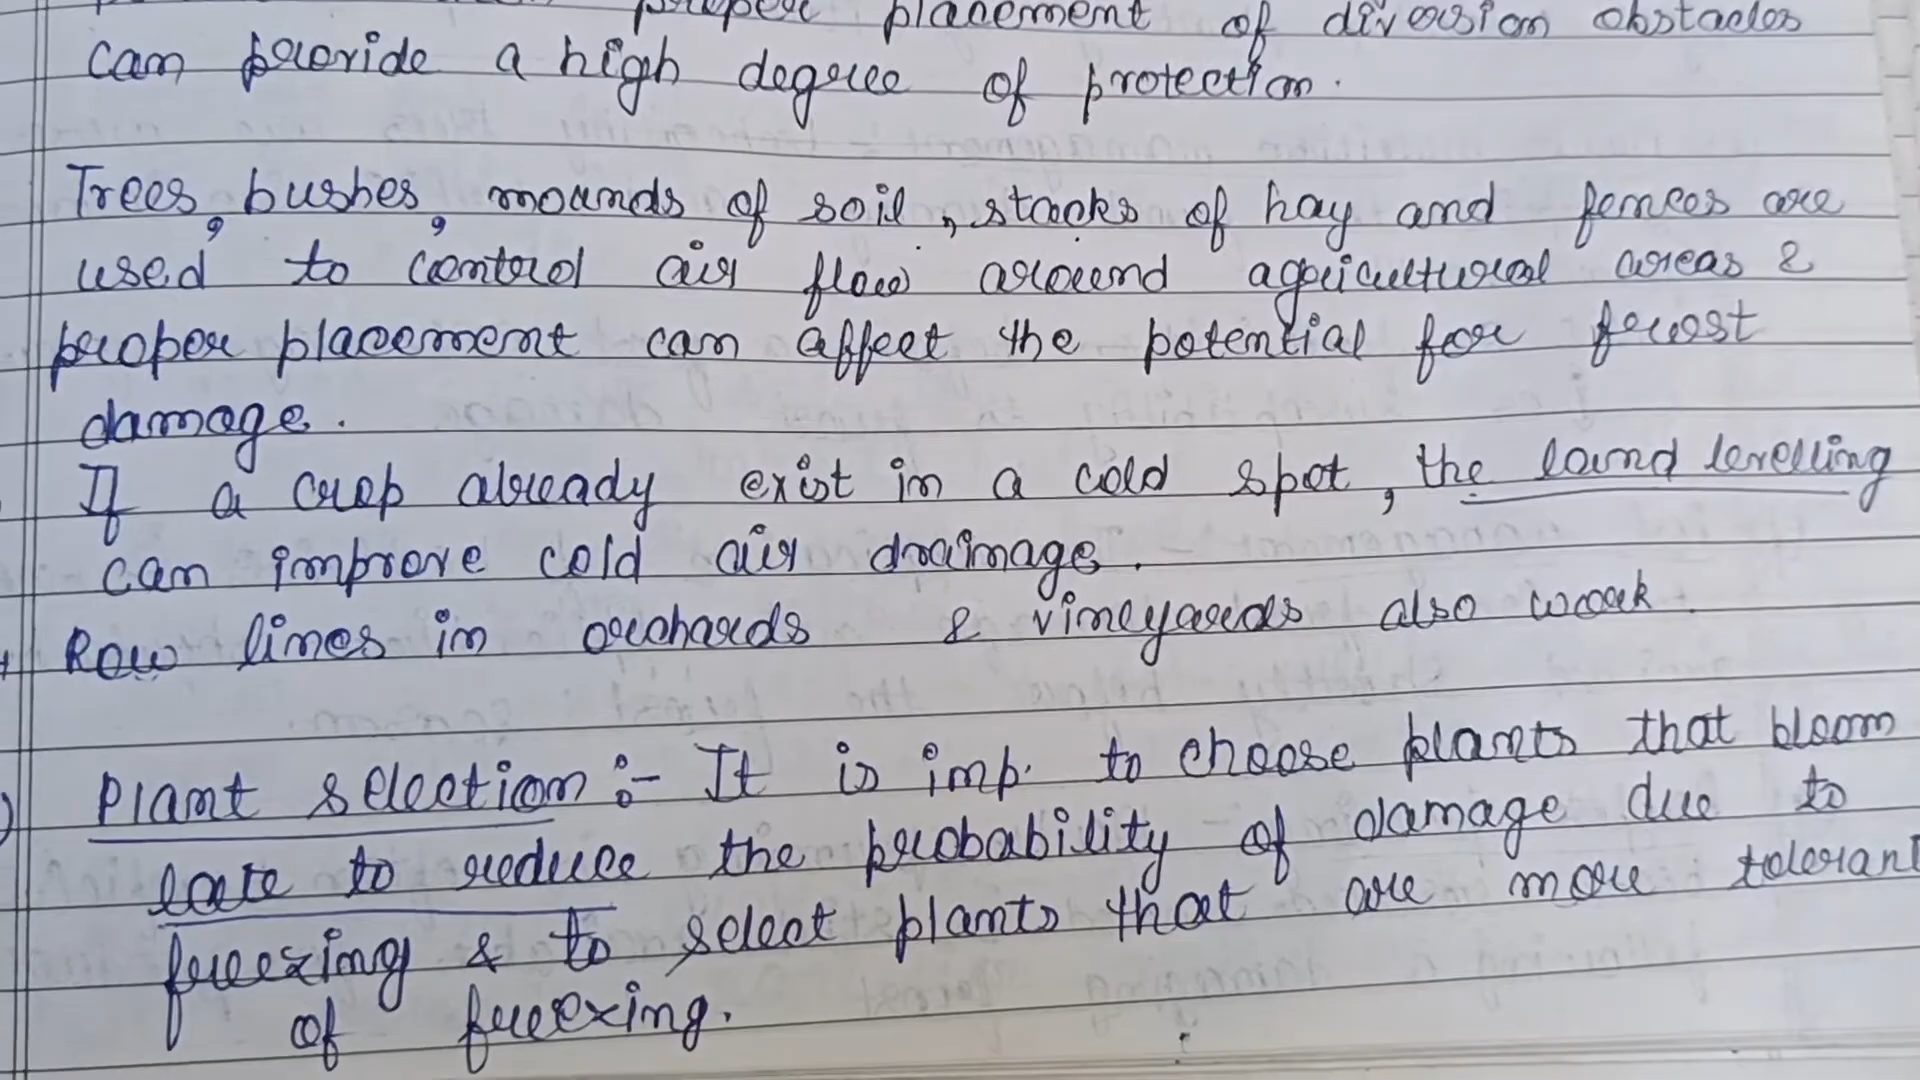 proper placement of diversion obstacles
can provide a high degree of protection.
Trees, bushes, mounds of soil, stacks of hay and fences are
used to control air flow around agricultural areas &
proper placement can affect the potential for frost
damage.
If a crop already exist in a cold spot, the land levelling
can improve cold air drainage.
Row lines in orchards & vineyards also work
Plant selection :- It is imp. to choose plants that bloom
late to reduce the probability of damage due to
freezing & to select plants that are more tolerant
of freezing.